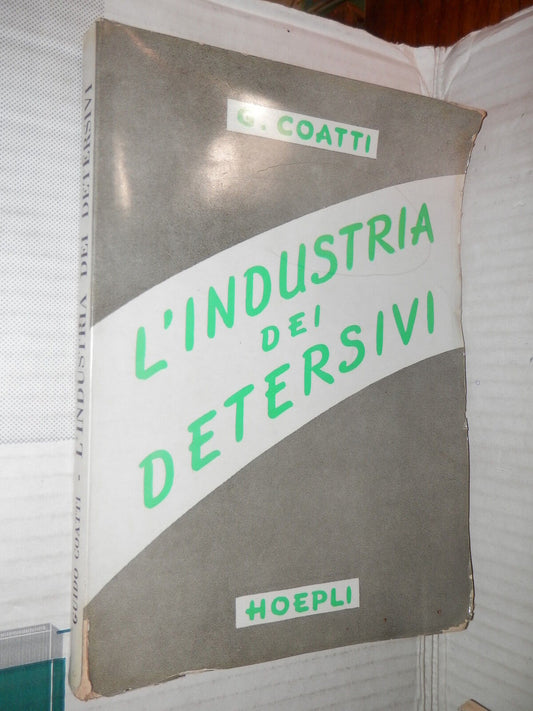 G. COATTI
L'INDUSTRIA
DEI
DETERSIVI
HOEPLI
GUIDO COATTI - L'INDUSTRIA DEI DETERSIVI